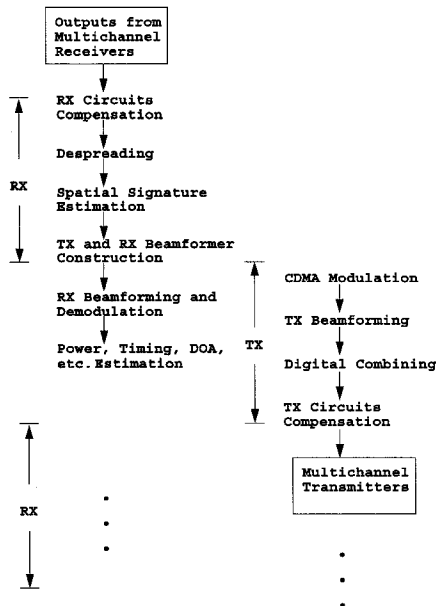 Outputs from
Multichannel
Receivers
RX Circuits
Compensation
Despreading
RX
Spatial Signature
Estimation
TX and RX Beamformer
Construction
CDMA Modulation
RX Beamforming and
Demodulation
TX Beamforming
Power, Timing, DOA,
etc. Estimation
TX
Digital Combining
TX Circuits
Compensation
Multichannel
Transmitters
RX